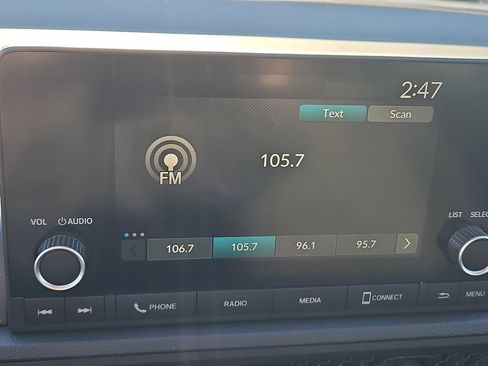 2:47
Text Scan
105.7
FM
VOL AUDIO
LIST SELEC
106.7 105.7 96.1 95.7
PHONE RADIO MEDIA CONNECT MENU